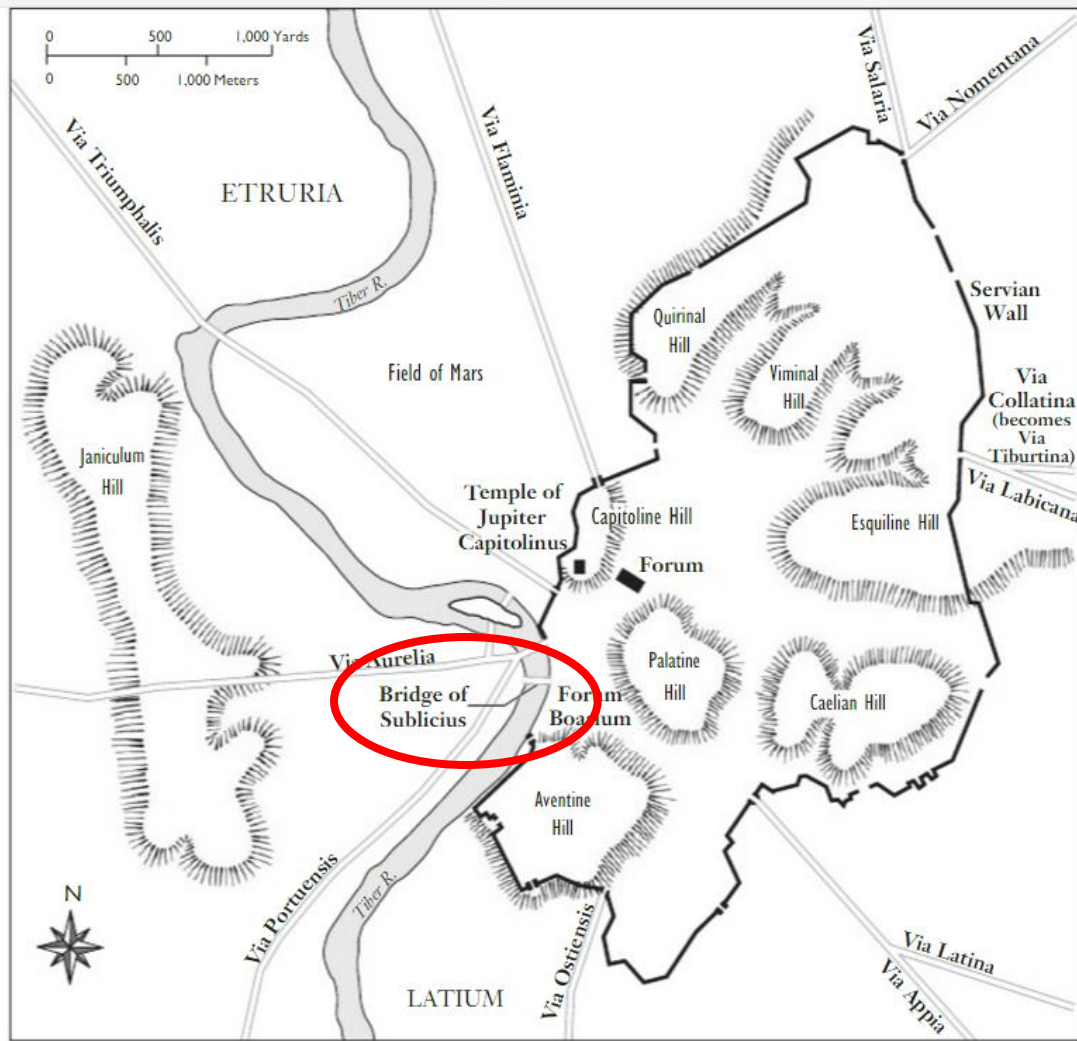 0 500 1,000 Yards
0 500 1,000 Meters
Via Salaria
Via Nomentana
Via Triumphalis
Via Flaminia
ETRURIA
Tiber R.
Servian
Wall
Quirinal
Hill
Field of Mars
Viminal
Hill
Via
Collatina
(becomes
Via
Tiburtina)
Janiculum
Hill
Via Labicana
Temple of
Jupiter
Capitolinus
Capitoline Hill
Esquiline Hill
Forum
Via Aurelia
Palatine
Hill
Bridge of
Sublicius
Forum
Boarium
Caelian Hill
Aventine
Hill
N
Via Portuensis
Tiber R.
Via Ostiensis
Via Latina
Via Appia
LATIUM